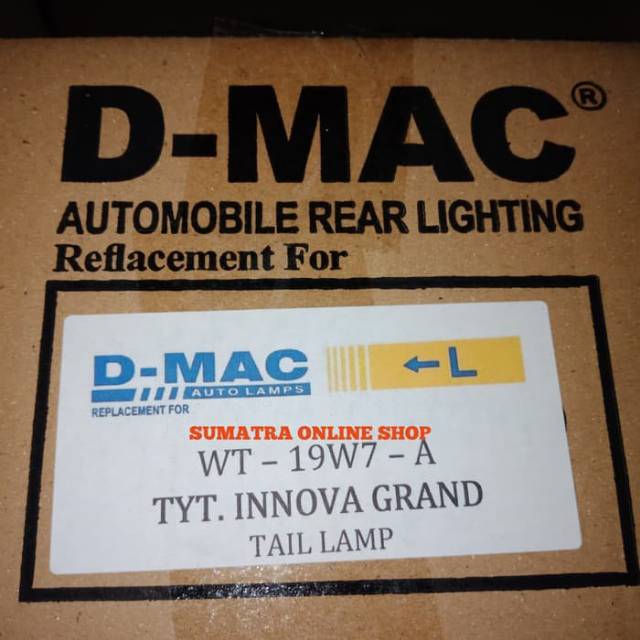 D-MAC®
AUTOMOBILE REAR LIGHTING
Reflacement For
D-MAC
AUTO LAMPS
REPLACEMENT FOR
← L
SUMATRA ONLINE SHOP
WT – 19W7 – A
TYT. INNOVA GRAND
TAIL LAMP